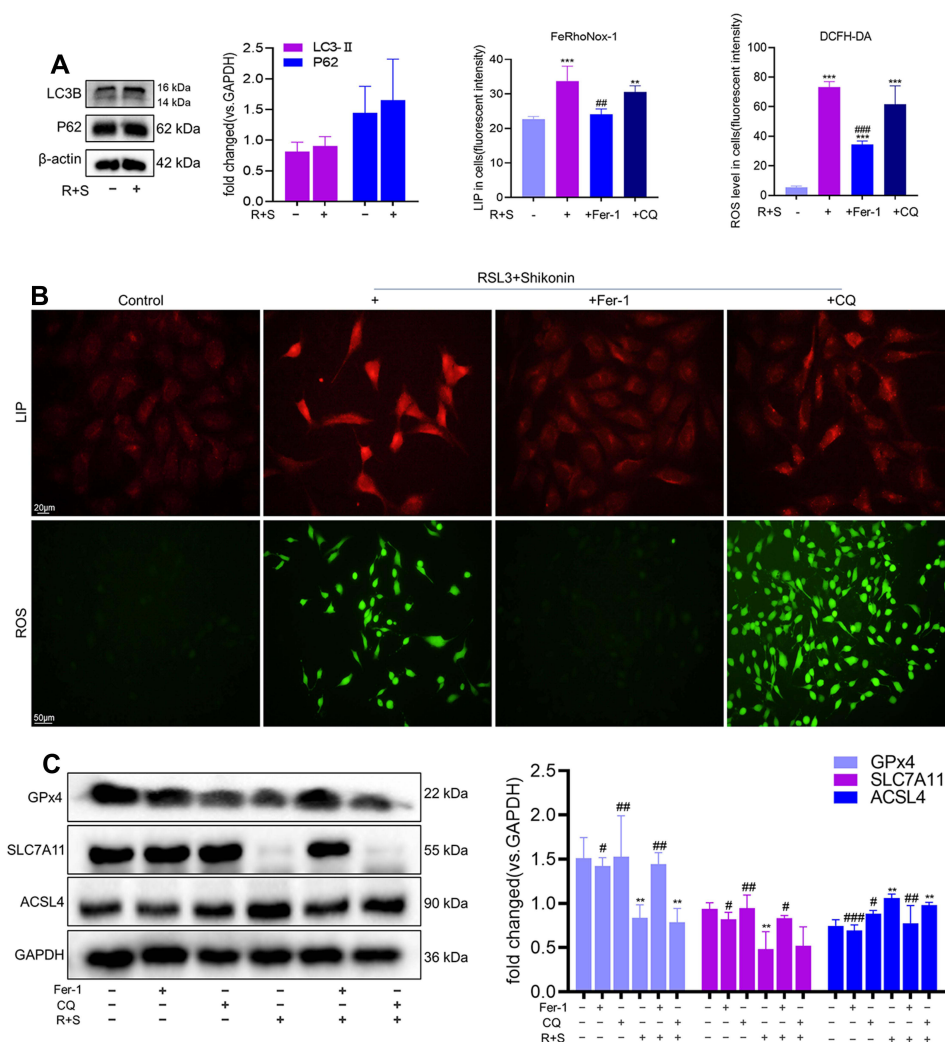 A
LC3B
16 kDa
14 kDa
P62
62 kDa
β-actin
42 kDa
R+S
– +
fold changed(vs.GAPDH)
2.5
2.0
1.5
1.0
0.5
0.0
LC3-Ⅱ
P62
R+S – + – +
FeRhoNox-1
LIP in cells(fluorescent intensity)
60
40
20
0
***
##
**
R+S - + +Fer-1 +CQ
DCFH-DA
ROS level in cells(fluorescent intensity)
100
80
60
40
20
0
***
###
***
***
R+S - + +Fer-1 +CQ
B
RSL3+Shikonin
Control + +Fer-1 +CQ
LIP
20μm
ROS
50μm
C
GPx4
22 kDa
SLC7A11
55 kDa
ACSL4
90 kDa
GAPDH
36 kDa
Fer-1 – + – – + –
CQ – – + – – +
R+S – – – + + +
fold changed(vs.GAPDH)
2.5
2.0
1.5
1.0
0.5
0.0
GPx4
SLC7A11
ACSL4
# ## ** ## **
# ## ** #
### # ** ## **
Fer-1 – + – – + – – + – – + – – + – – + –
CQ – – + – – + – – + – – + – – + – – +
R+S – – – + + + – – – + + + – – – + + +